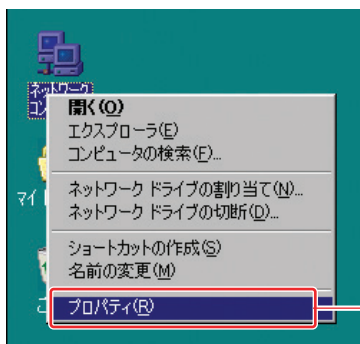 ネットワーク
コン
開く(O)
エクスプローラ(E)
コンピュータの検索(F)...
マイ
ネットワーク ドライブの割り当て(N)...
ネットワーク ドライブの切断(D)...
ショートカットの作成(S)
名前の変更(M)
ご
プロパティ(R)